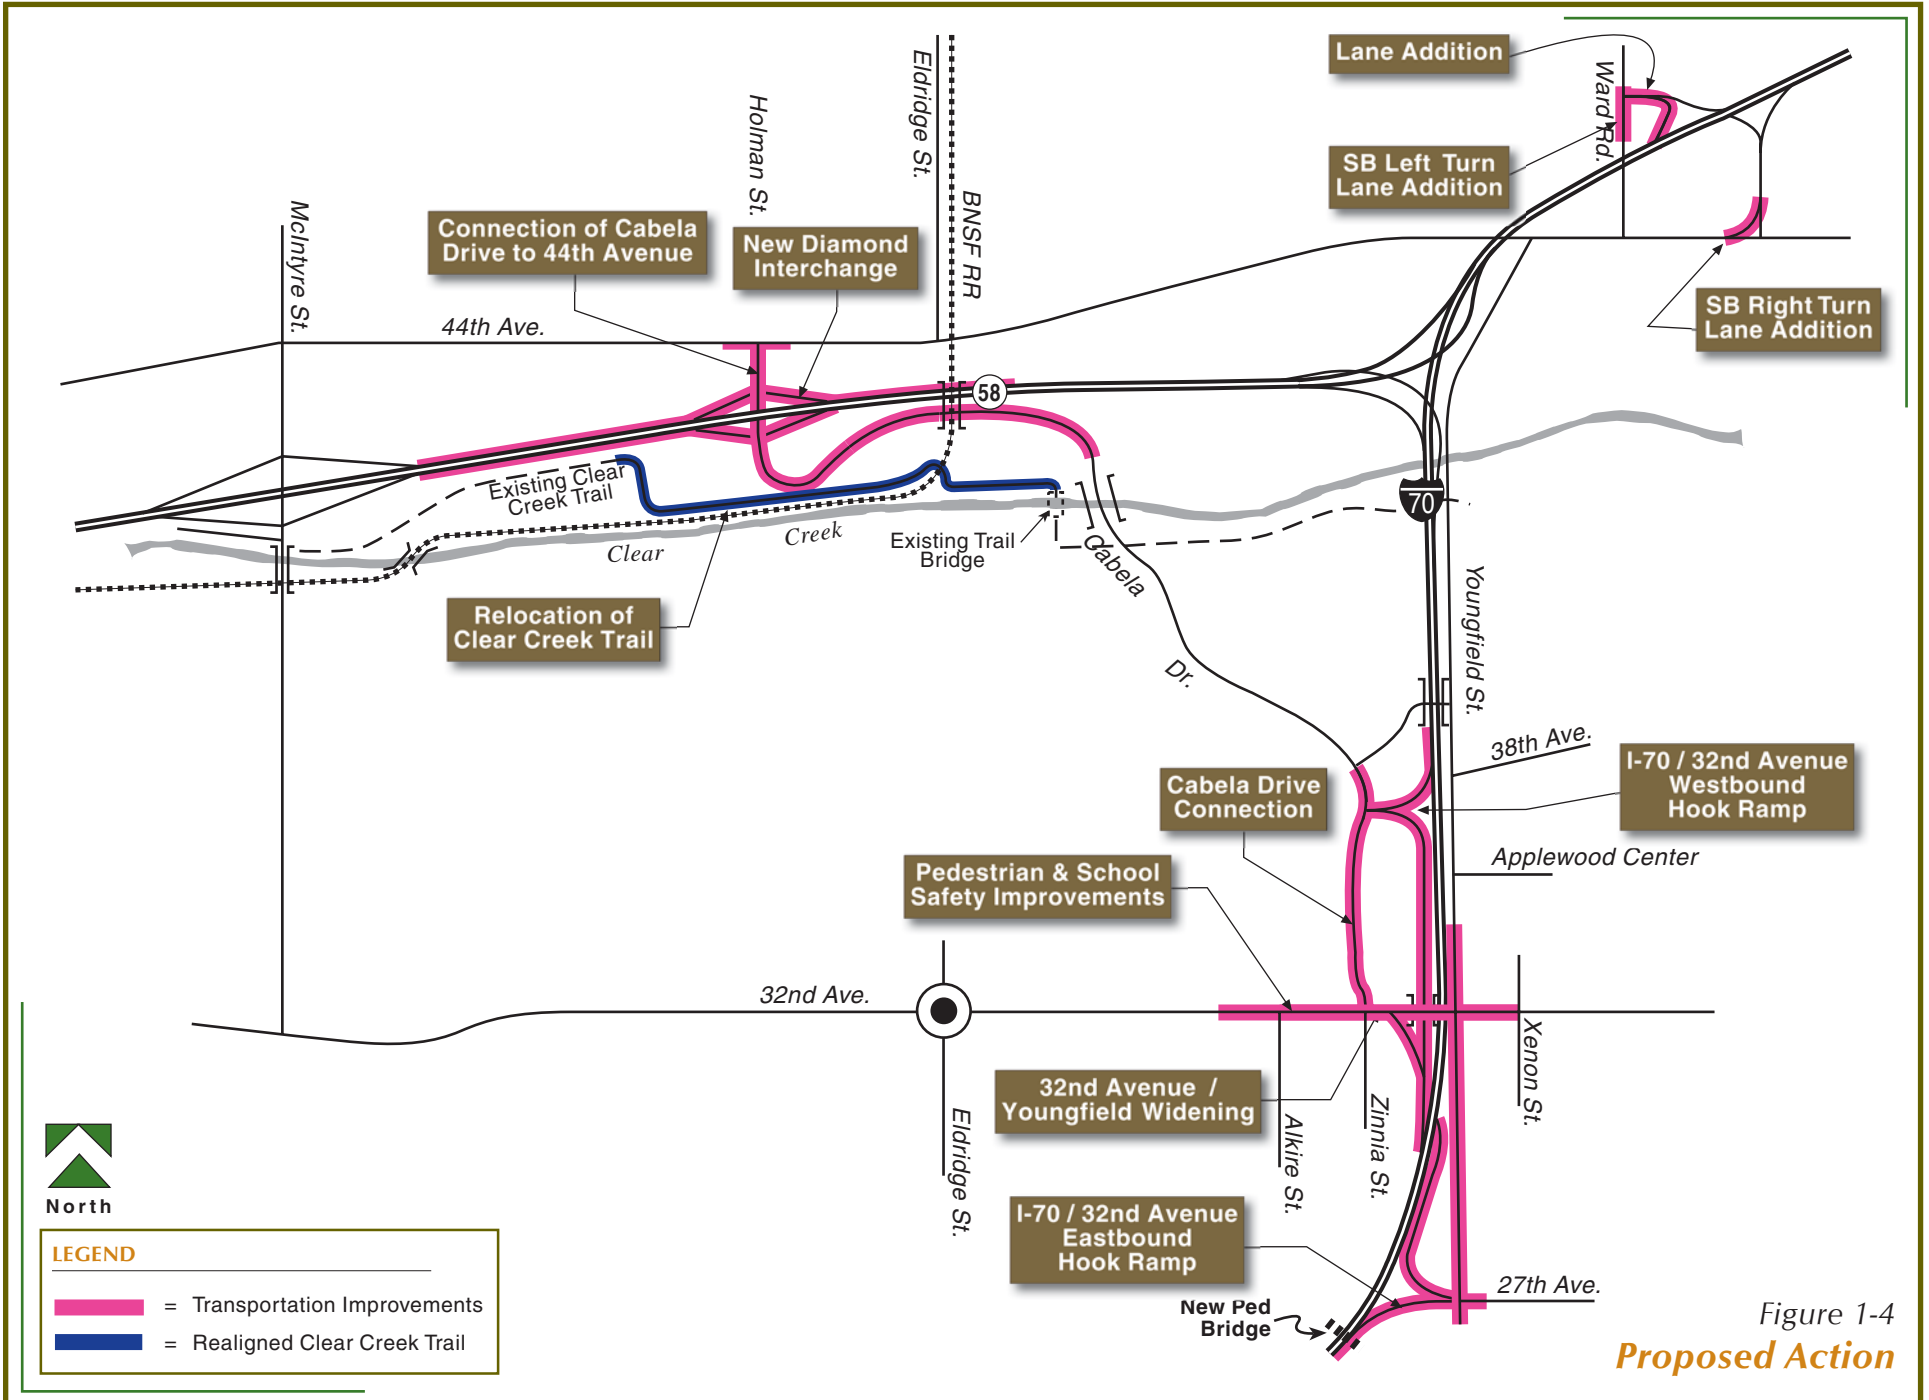 Lane Addition
Ward Rd.
SB Left Turn
Lane Addition
SB Right Turn
Lane Addition
Eldridge St.
BNSF RR
Holman St.
McIntyre St.
Connection of Cabela
Drive to 44th Avenue
New Diamond
Interchange
44th Ave.
58
Existing Clear
Creek Trail
Clear
Creek
Existing Trail
Bridge
Cabela
Dr.
70
Youngfield St.
Relocation of
Clear Creek Trail
38th Ave.
I-70 / 32nd Avenue
Westbound
Hook Ramp
Cabela Drive
Connection
Applewood Center
Pedestrian & School
Safety Improvements
32nd Ave.
Xenon St.
32nd Avenue /
Youngfield Widening
Zinnia St.
Alkire St.
Eldridge St.
I-70 / 32nd Avenue
Eastbound
Hook Ramp
27th Ave.
New Ped
Bridge
North
LEGEND
= Transportation Improvements
= Realigned Clear Creek Trail
Figure 1-4
Proposed Action